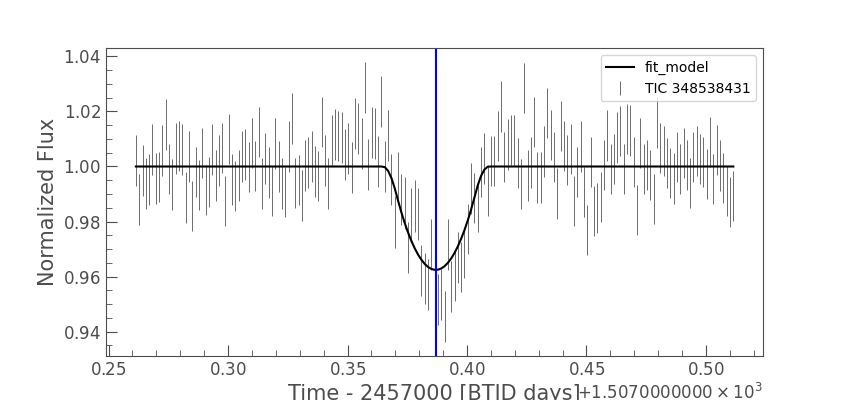 1.04
1.02
1.00
0.98
0.96
0.94
Normalized Flux
fit_model
TIC 348538431
0.25 0.30 0.35 0.40 0.45 0.50
Time - 2457000 [BTJD days]
+1.5070000000 × 10³